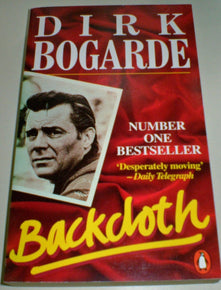 DIRK
BOGARDE
NUMBER
ONE
BESTSELLER
'Desperately moving'
–Daily Telegraph
Backcloth